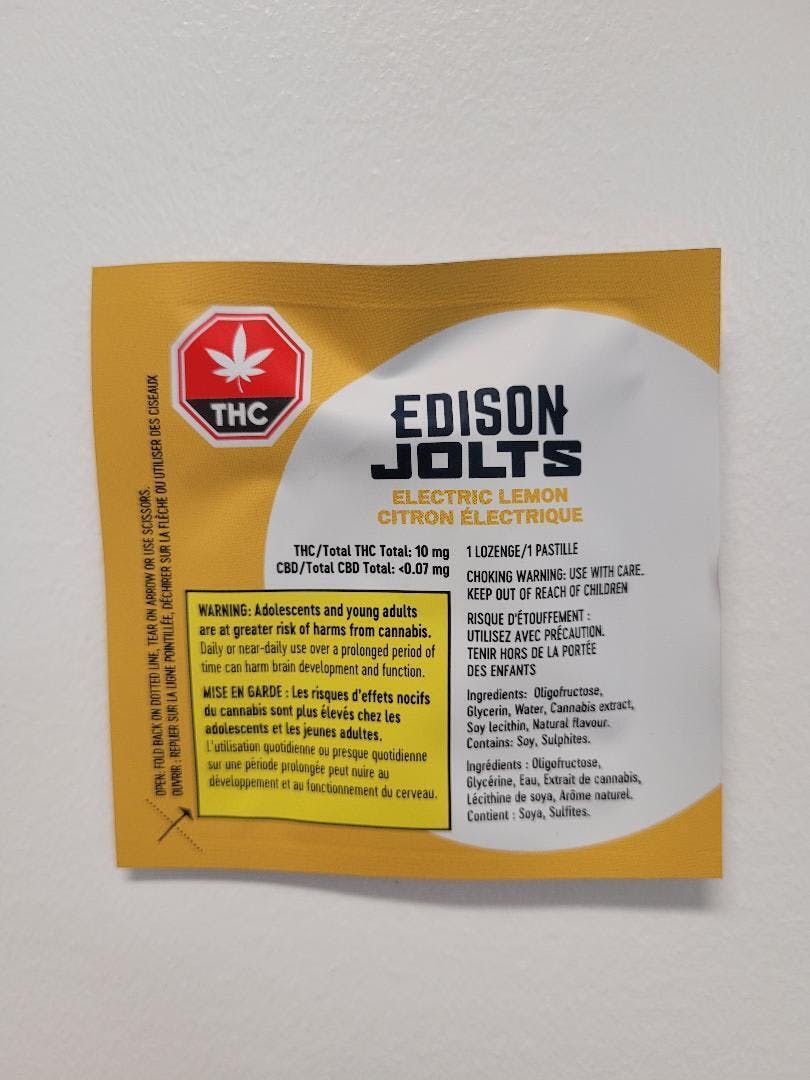 THC
EDISON
JOLTS
ELECTRIC LEMON
CITRON ÉLECTRIQUE
THC/Total THC Total: 10 mg
CBD/Total CBD Total: <0.07 mg
1 LOZENGE/1 PASTILLE
CHOKING WARNING: USE WITH CARE.
KEEP OUT OF REACH OF CHILDREN
RISQUE D'ÉTOUFFEMENT :
UTILISEZ AVEC PRÉCAUTION.
TENIR HORS DE LA PORTÉE
DES ENFANTS
Ingredients: Oligofructose,
Glycerin, Water, Cannabis extract,
Soy lecithin, Natural flavour.
Contains: Soy, Sulphites.
Ingrédients : Oligofructose,
Glycérine, Eau, Extrait de cannabis,
Lécithine de soya, Arôme naturel.
Contient : Soya, Sulfites.
WARNING: Adolescents and young adults
are at greater risk of harms from cannabis.
Daily or near-daily use over a prolonged period of
time can harm brain development and function.
MISE EN GARDE : Les risques d'effets nocifs
du cannabis sont plus élevés chez les
adolescents et les jeunes adultes.
L'utilisation quotidienne ou presque quotidienne
sur une période prolongée peut nuire au
développement et au fonctionnement du cerveau.
OPEN: FOLD BACK ON DOTTED LINE, TEAR ON ARROW OR USE SCISSORS.
OUVRIR : REPLIER SUR LA LIGNE POINTILLÉE, DÉCHIRER SUR LA FLÈCHE OU UTILISER DES CISEAUX